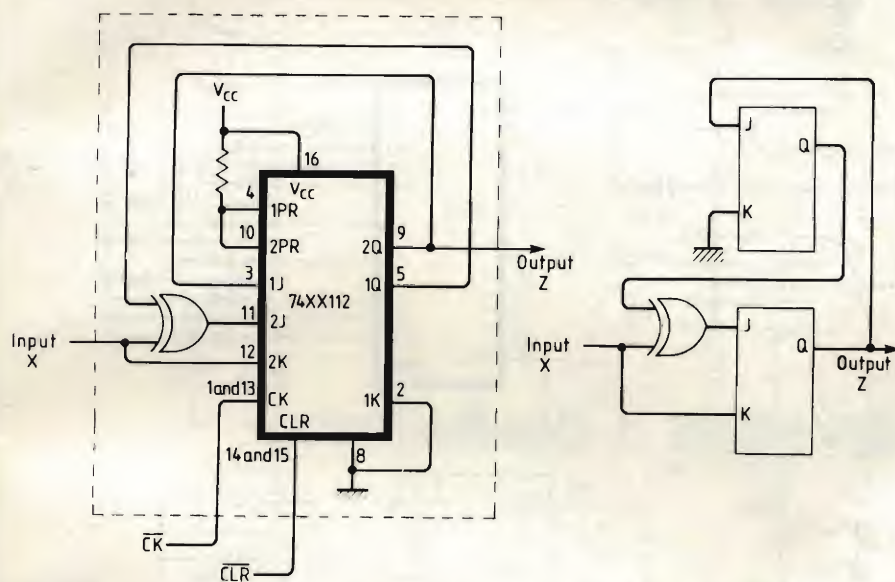 VCC
16
VCC
4
1PR
10
2PR
9
2Q
3
1J
5
1Q
Output
Z
74XX112
11
2J
Input
X
12
2K
1and13
CK
2
1K
CLR
14and15
8
CK
CLR
J
Q
K
Input
X
J
Q
Output
Z
K